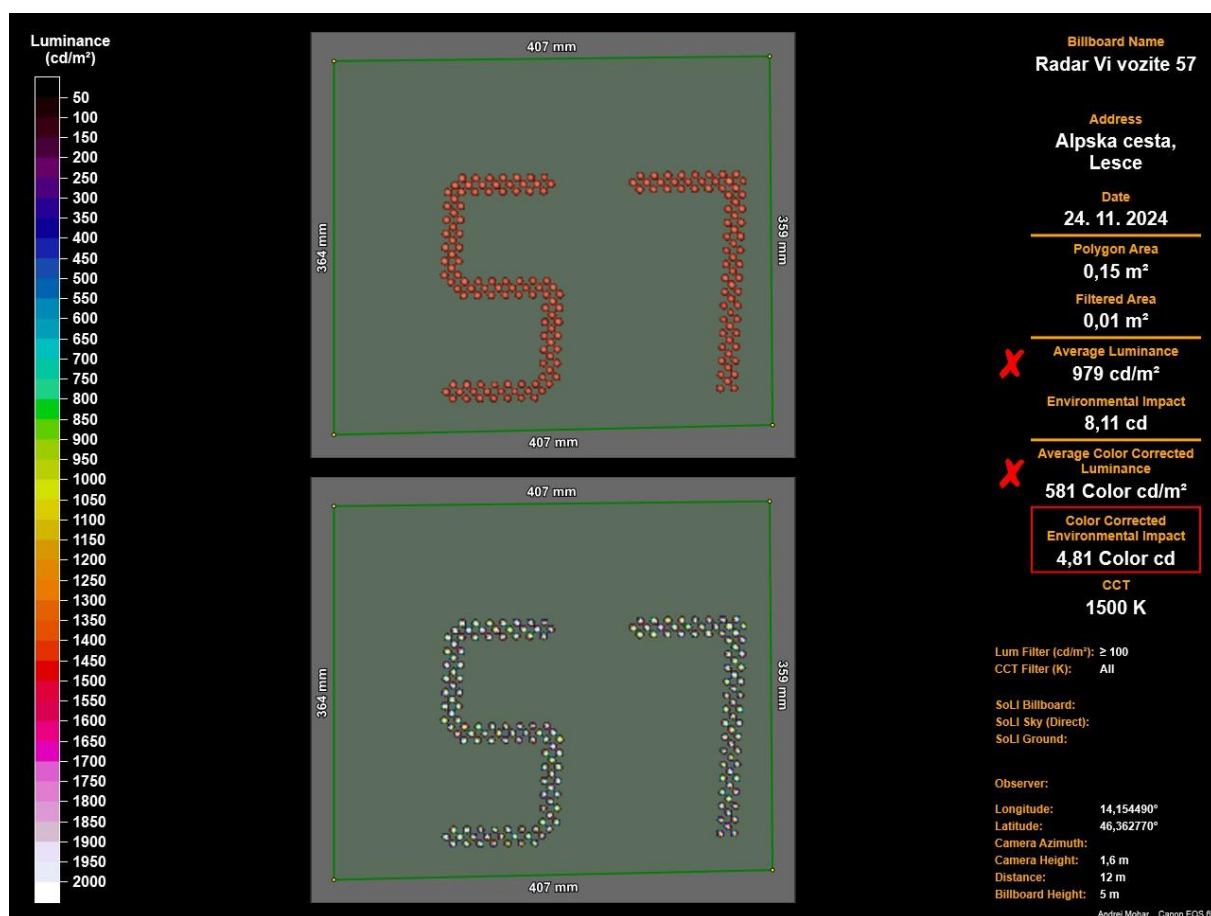 Luminance
(cd/m²)
50
100
150
200
250
300
350
400
450
500
550
600
650
700
750
800
850
900
950
1000
1050
1100
1150
1200
1250
1300
1350
1400
1450
1500
1550
1600
1650
1700
1750
1800
1850
1900
1950
2000
407 mm
364 mm
359 mm
407 mm
57
407 mm
364 mm
359 mm
407 mm
57
Billboard Name
Radar Vi vozite 57
Address
Alpska cesta,
Lesce
Date
24. 11. 2024
Polygon Area
0,15 m²
Filtered Area
0,01 m²
Average Luminance
979 cd/m²
Environmental Impact
8,11 cd
Average Color Corrected
Luminance
581 Color cd/m²
Color Corrected
Environmental Impact
4,81 Color cd
CCT
1500 K
Lum Filter (cd/m²): ≥ 100
CCT Filter (K): All
SoLI Billboard:
SoLI Sky (Direct):
SoLI Ground:
Observer:
Longitude: 14,154490°
Latitude: 46,362770°
Camera Azimuth:
Camera Height: 1,6 m
Distance: 12 m
Billboard Height: 5 m
Andrej Mohar Canon EOS 6